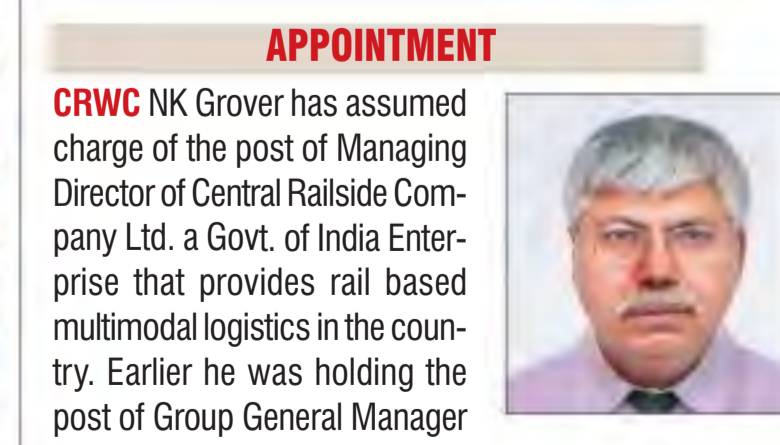 APPOINTMENT
CRWC NK Grover has assumed
charge of the post of Managing
Director of Central Railside Com-
pany Ltd. a Govt. of India Enter-
prise that provides rail based
multimodal logistics in the coun-
try. Earlier he was holding the
post of Group General Manager